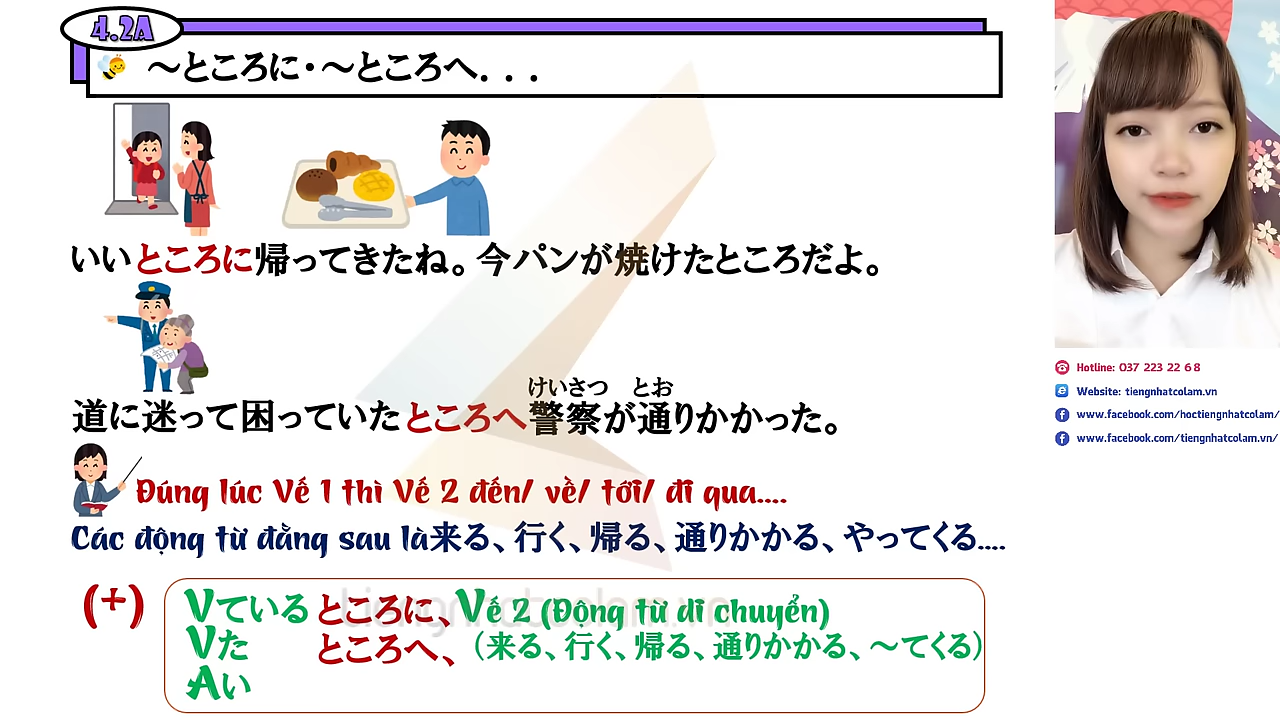 4.2A
～ところに・～ところへ...
いいところに帰ってきたね。今パンが焼けたところだよ。
けいさつ とお
道に迷って困っていたところへ警察が通りかかった。
Đúng lúc Vế 1 thì Vế 2 đến/ về/ tới/ đi qua....
Các động từ đằng sau là来る、行く、帰る、通りかかる、やってくる....
(+)
Vている ところに、Vế 2 (Động từ di chuyển)
Vた ところへ、（来る、行く、帰る、通りかかる、～てくる）
Aい
tiengnhatcolam.vn
Hotline: 037 223 22 68
Website: tiengnhatcolam.vn
www.facebook.com/hoctiengnhatcolam/
www.facebook.com/tiengnhatcolam.vn/